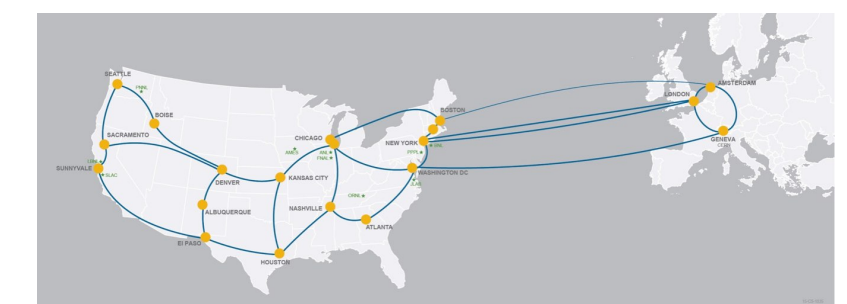 SEATTLE
PNNL
BOISE
SACRAMENTO
SUNNYVALE
SLAC
DENVER
ALBUQUERQUE
El PASO
HOUSTON
KANSAS CITY
NASHVILLE
ATLANTA
CHICAGO
AMES
ANL
FNAL
ORNL
BOSTON
NEW YORK
PPPL
BNL
WASHINGTON DC
JLAB
AMSTERDAM
LONDON
GENEVA
CERN